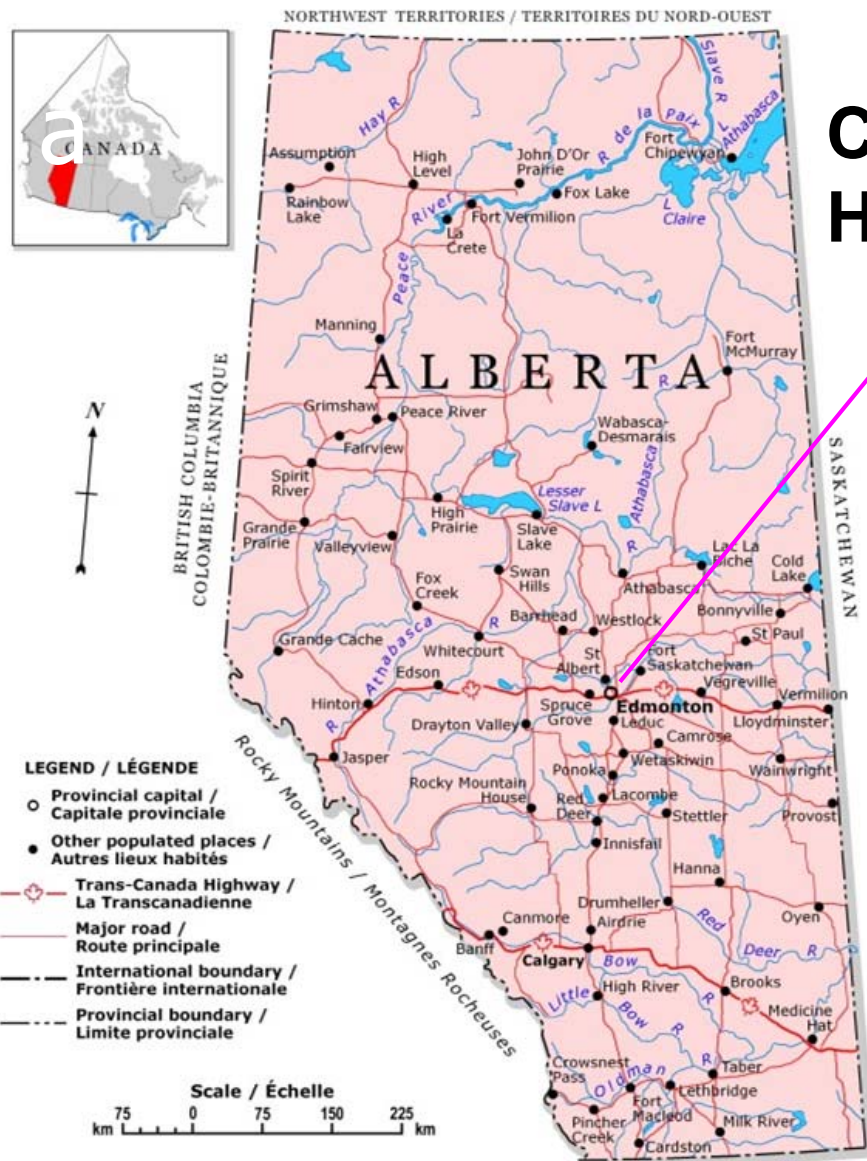 NORTHWEST TERRITORIES / TERRITOIRES DU NORD-OUEST
a
CANADA
C
H
Hay R
Slave R
L Athabasca
R de la Paix
Fort
Chipewyan
Assumption
High
Level
John D'Or
Prairie
Rainbow
Lake
Fox Lake
Fort Vermilion
La
Crete
L
Claire
Peace River
Manning
Fort
McMurray
ALBERTA
BRITISH COLUMBIA
COLOMBIE-BRITANNIQUE
N
Grimshaw
Peace River
Fairview
Wabasca-
Desmarais
Athabasca R
R
Spirit
River
High
Prairie
Lesser
Slave L
Slave
Lake
SASKATCHEWAN
Grande
Prairie
Valleyview
Lac La
Biche
Cold
Lake
Swan
Hills
Athabasca
Fox
Creek
Bonnyville
Barrhead
Westlock
Grande Cache
Whitecourt
R Athabasca R
St
Albert
Fort
Saskatchewan
St Paul
Edson
Vegreville
Vermilion
Hinton
Spruce
Grove
Edmonton
Lloydminster
Drayton Valley
Leduc
Camrose
Jasper
Wetaskiwin
Wainwright
Ponoka
Rocky Mountain
House
Lacombe
Red
Deer
Stettler
Provost
Innisfail
Hanna
Rocky Mountains / Montagnes Rocheuses
Drumheller
Oyen
Canmore
Airdrie
Red Deer R
Banff
Calgary
Bow R
Brooks
High River
Little Bow R
Medicine
Hat
Crowsnest
Pass
Oldman R
Taber
Lethbridge
Fort
Macleod
Pincher
Creek
Milk River
Cardston
LEGEND / LÉGENDE
Provincial capital /
Capitale provinciale
Other populated places /
Autres lieux habités
Trans-Canada Highway /
La Transcanadienne
Major road /
Route principale
International boundary /
Frontière internationale
Provincial boundary /
Limite provinciale
Scale / Échelle
75 0 75 150 225
km km